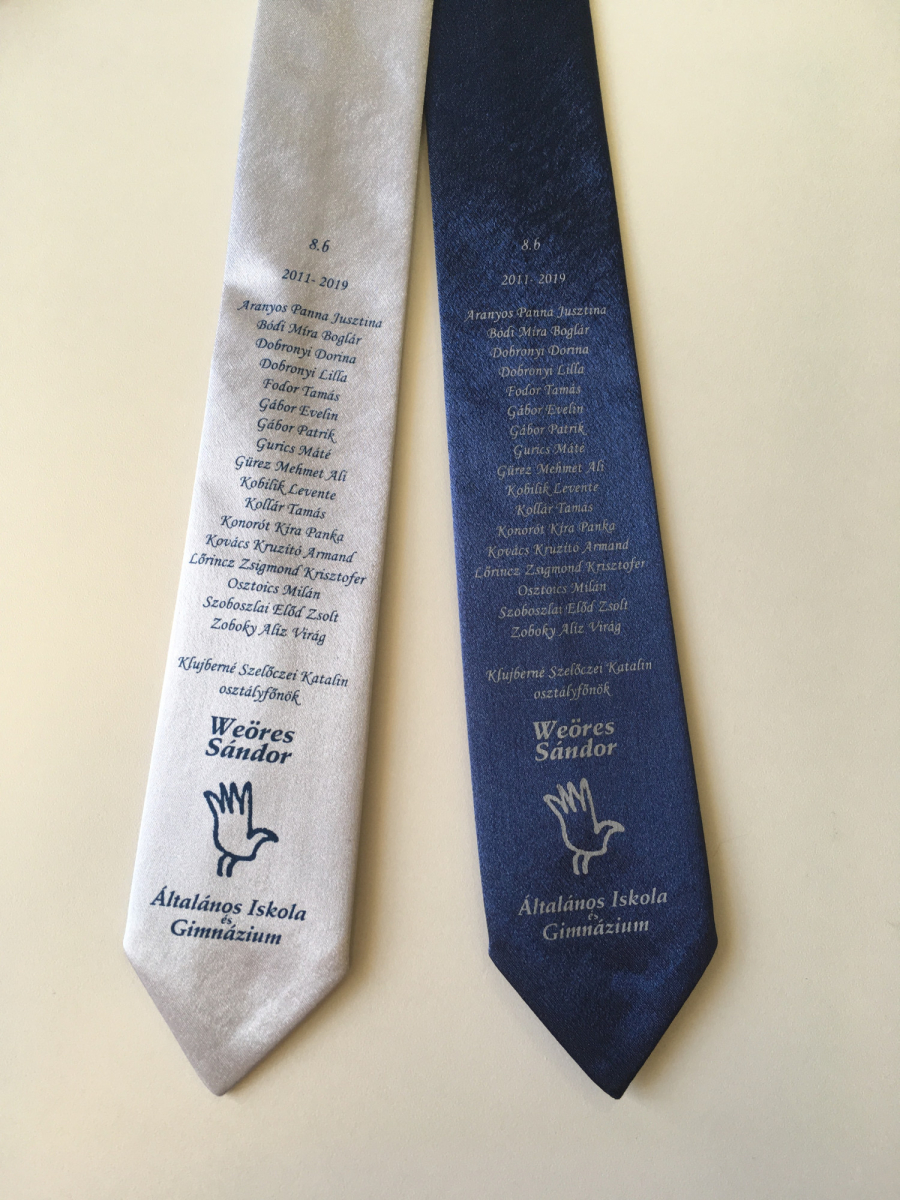 8.b
2011- 2019
Aranyos Panna Jusztina
Bódi Míra Boglár
Dobronyi Dorina
Dobronyi Lilla
Fodor Tamás
Gábor Evelin
Gábor Patrik
Gurics Máté
Gürez Mehmet Ali
Kobilik Levente
Kollár Tamás
Konorót Kira Panka
Kovács Kruzitó Armand
Lőrincz Zsigmond Krisztofer
Osztoics Milán
Szoboszlai Előd Zsolt
Zoboky Alíz Virág
Klujberné Szelőczei Katalin
osztályfőnök
Weöres
Sándor
Általános Iskola
és
Gimnázium
8.b
2011- 2019
Aranyos Panna Jusztina
Bódi Míra Boglár
Dobronyi Dorina
Dobronyi Lilla
Fodor Tamás
Gábor Evelin
Gábor Patrik
Gurics Máté
Gürez Mehmet Ali
Kobilik Levente
Kollár Tamás
Konorót Kira Panka
Kovács Kruzitó Armand
Lőrincz Zsigmond Krisztofer
Osztoics Milán
Szoboszlai Előd Zsolt
Zoboky Alíz Virág
Klujberné Szelőczei Katalin
osztályfőnök
Weöres
Sándor
Általános Iskola
és
Gimnázium